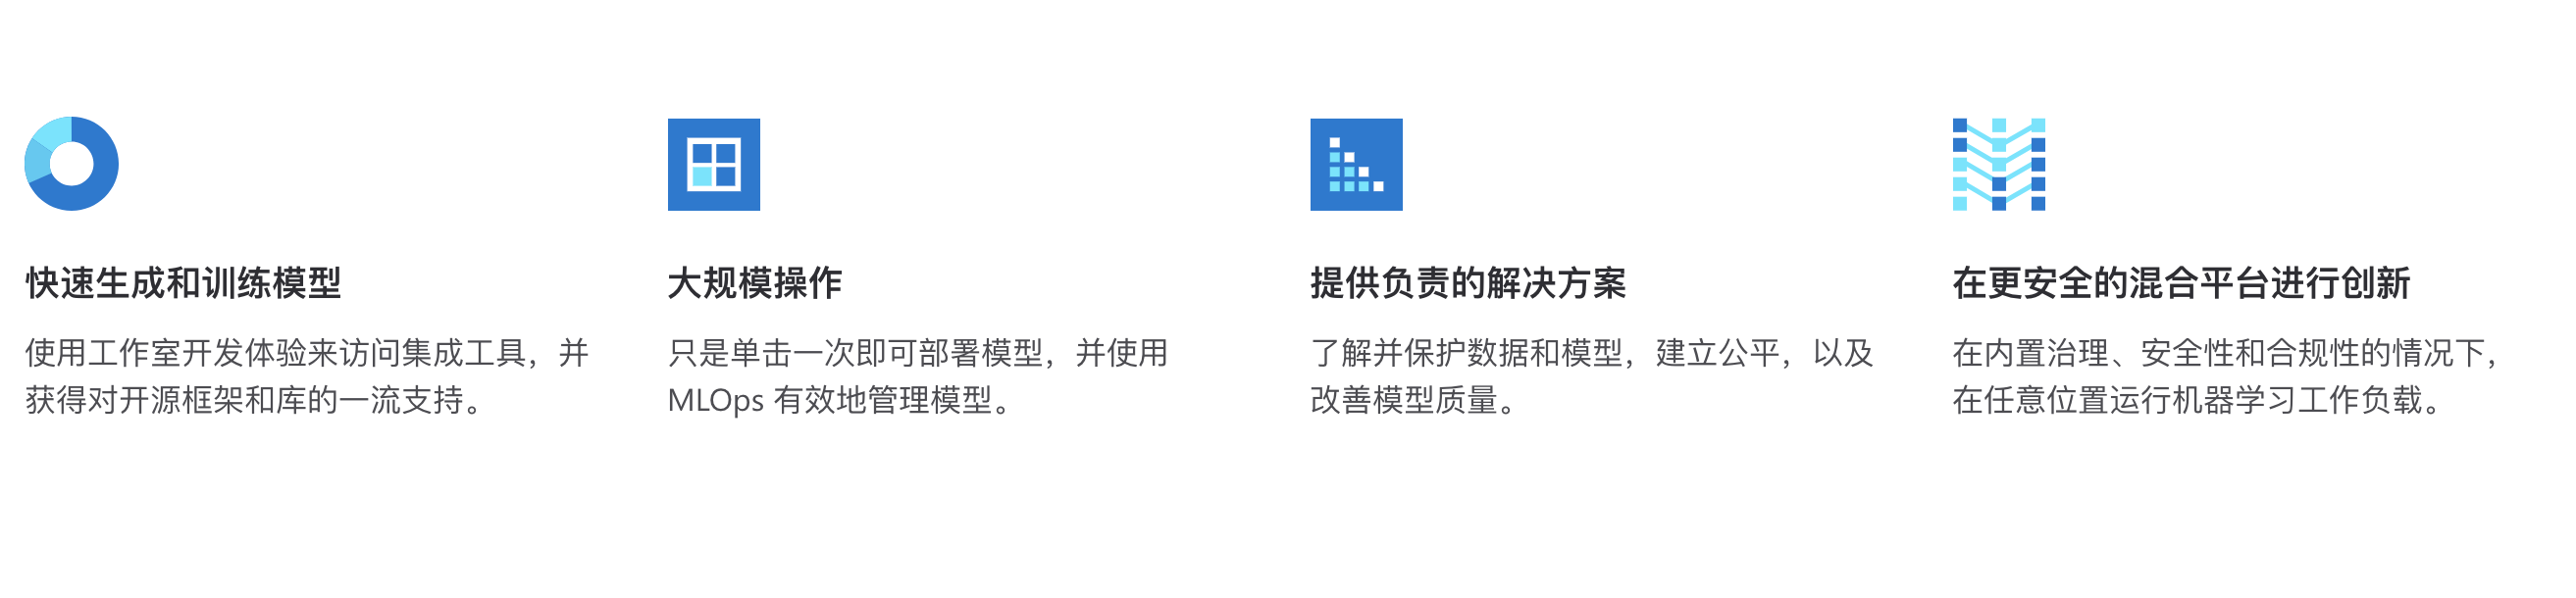 快速生成和训练模型
使用工作室开发体验来访问集成工具，并
获得对开源框架和库的一流支持。
大规模操作
只是单击一次即可部署模型，并使用
MLOps 有效地管理模型。
提供负责的解决方案
了解并保护数据和模型，建立公平，以及
改善模型质量。
在更安全的混合平台进行创新
在内置治理、安全性和合规性的情况下，
在任意位置运行机器学习工作负载。